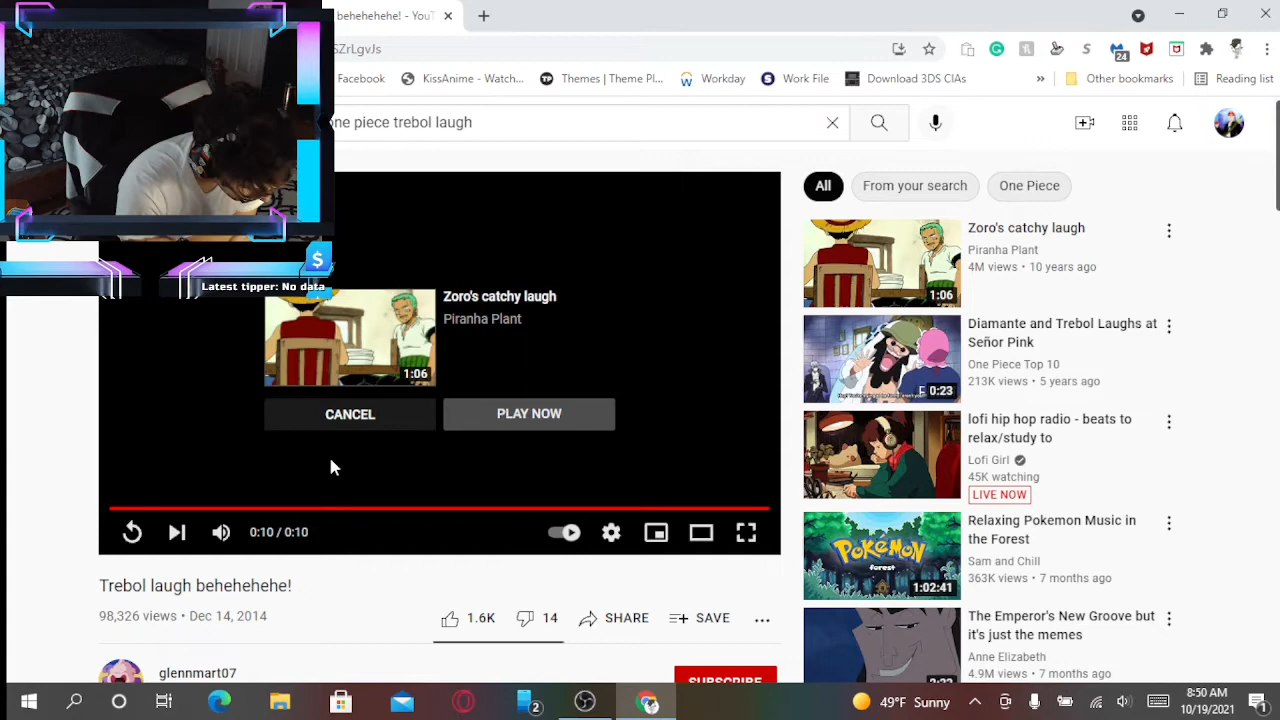 behehehe! - YouT
SZrLgvJs
24
Facebook
KissAnime - Watch...
Themes | Theme Pl...
Workday
Work File
Download 3DS CIAs
»
Other bookmarks
Reading list
ne piece trebol laugh
All
From your search
One Piece
Latest tipper: No data
$
Zoro's catchy laugh
Piranha Plant
1:06
CANCEL
PLAY NOW
0:10 / 0:10
Trebol laugh behehehehe!
98,326 views • Dec 14, 2014
1.6K
14
SHARE
SAVE
glennmart07
SUBSCRIBE
Zoro's catchy laugh
Piranha Plant
4M views • 10 years ago
1:06
Diamante and Trebol Laughs at
Señor Pink
One Piece Top 10
213K views • 5 years ago
0:23
lofi hip hop radio - beats to
relax/study to
Lofi Girl
45K watching
LIVE NOW
Relaxing Pokemon Music in
the Forest
Sam and Chill
363K views • 7 months ago
POKéMON
forest
1:02:41
The Emperor's New Groove but
it's just the memes
Anne Elizabeth
4.9M views • 7 months ago
2
49°F Sunny
8:50 AM
10/19/2021
1